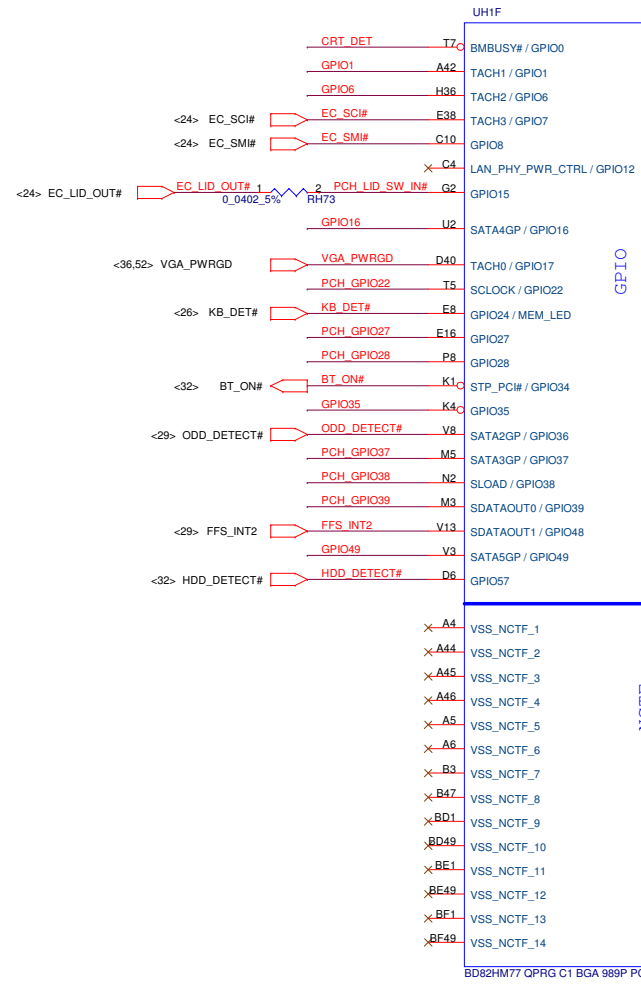 UH1F
CRT_DET T7 BMBUSY# / GPIO0
GPIO1 A42 TACH1 / GPIO1
GPIO6 H36 TACH2 / GPIO6
<24> EC_SCI# EC_SCI# E38 TACH3 / GPIO7
<24> EC_SMI# EC_SMI# C10 GPIO8
C4 LAN_PHY_PWR_CTRL / GPIO12
<24> EC_LID_OUT# EC_LID_OUT# 1 2 PCH_LID_SW_IN# G2 GPIO15
0_0402_5% RH73
GPIO16 U2 SATA4GP / GPIO16
<36,52> VGA_PWRGD VGA_PWRGD D40 TACH0 / GPIO17
PCH_GPIO22 T5 SCLOCK / GPIO22
<26> KB_DET# KB_DET# E8 GPIO24 / MEM_LED
PCH_GPIO27 E16 GPIO27
PCH_GPIO28 P8 GPIO28
<32> BT_ON# BT_ON# K1 STP_PCI# / GPIO34
GPIO35 K4 GPIO35
<29> ODD_DETECT# ODD_DETECT# V8 SATA2GP / GPIO36
PCH_GPIO37 M5 SATA3GP / GPIO37
PCH_GPIO38 N2 SLOAD / GPIO38
PCH_GPIO39 M3 SDATAOUT0 / GPIO39
<29> FFS_INT2 FFS_INT2 V13 SDATAOUT1 / GPIO48
GPIO49 V3 SATA5GP / GPIO49
<32> HDD_DETECT# HDD_DETECT# D6 GPIO57
GPIO
A4 VSS_NCTF_1
A44 VSS_NCTF_2
A45 VSS_NCTF_3
A46 VSS_NCTF_4
A5 VSS_NCTF_5
A6 VSS_NCTF_6
B3 VSS_NCTF_7
B47 VSS_NCTF_8
BD1 VSS_NCTF_9
BD49 VSS_NCTF_10
BE1 VSS_NCTF_11
BE49 VSS_NCTF_12
BF1 VSS_NCTF_13
BF49 VSS_NCTF_14
BD82HM77 QPRG C1 BGA 989P